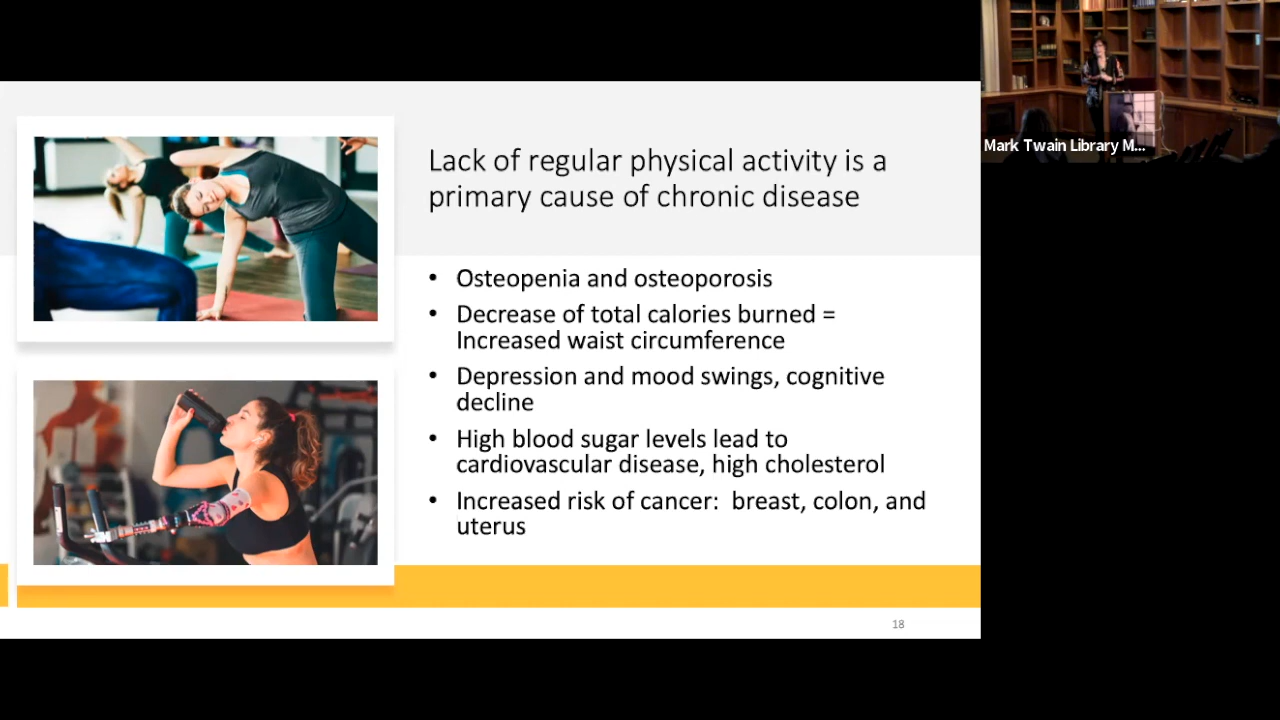 Lack of regular physical activity is a
primary cause of chronic disease
• Osteopenia and osteoporosis
• Decrease of total calories burned =
Increased waist circumference
• Depression and mood swings, cognitive
decline
• High blood sugar levels lead to
cardiovascular disease, high cholesterol
• Increased risk of cancer:  breast, colon, and
uterus
18
Mark Twain Library M...